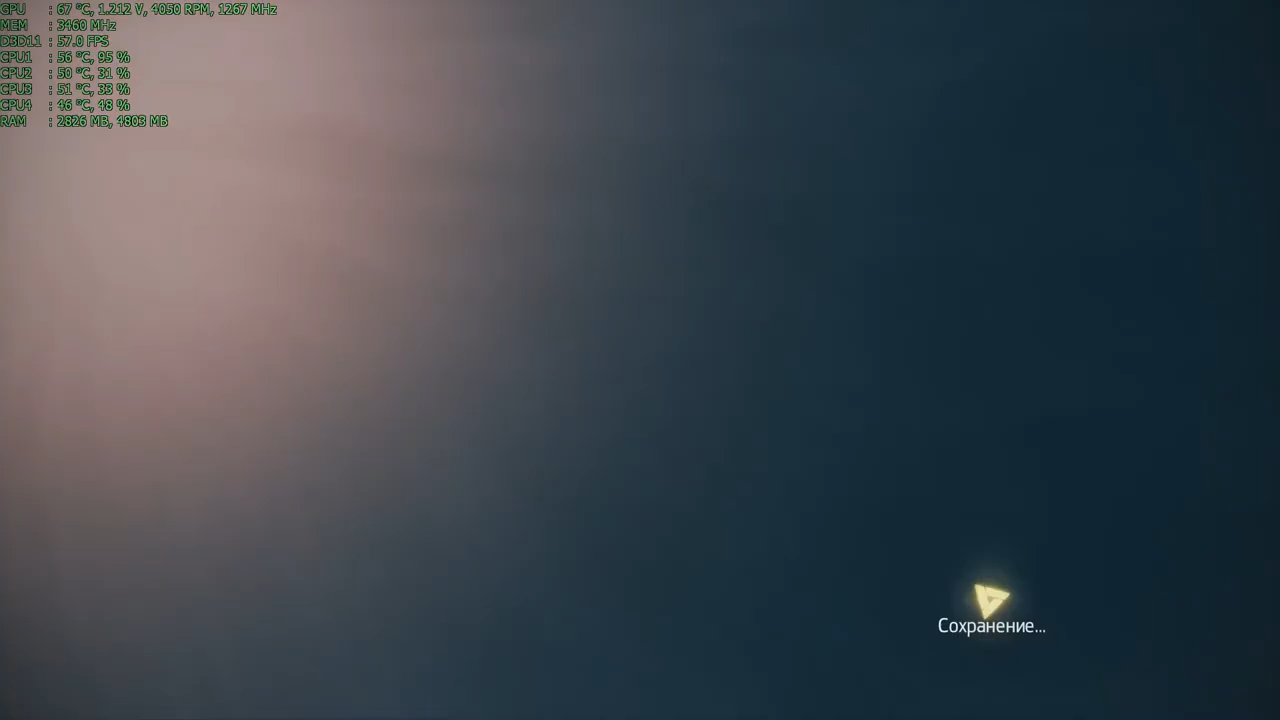 GPU : 67 °C, 1.212 V, 4050 RPM, 1267 MHz
MEM : 3460 MHz
D3D11 : 57.0 FPS
CPU1 : 56 °C, 95 %
CPU2 : 50 °C, 31 %
CPU3 : 51 °C, 33 %
CPU4 : 46 °C, 48 %
RAM : 2826 MB, 4803 MB
Сохранение...